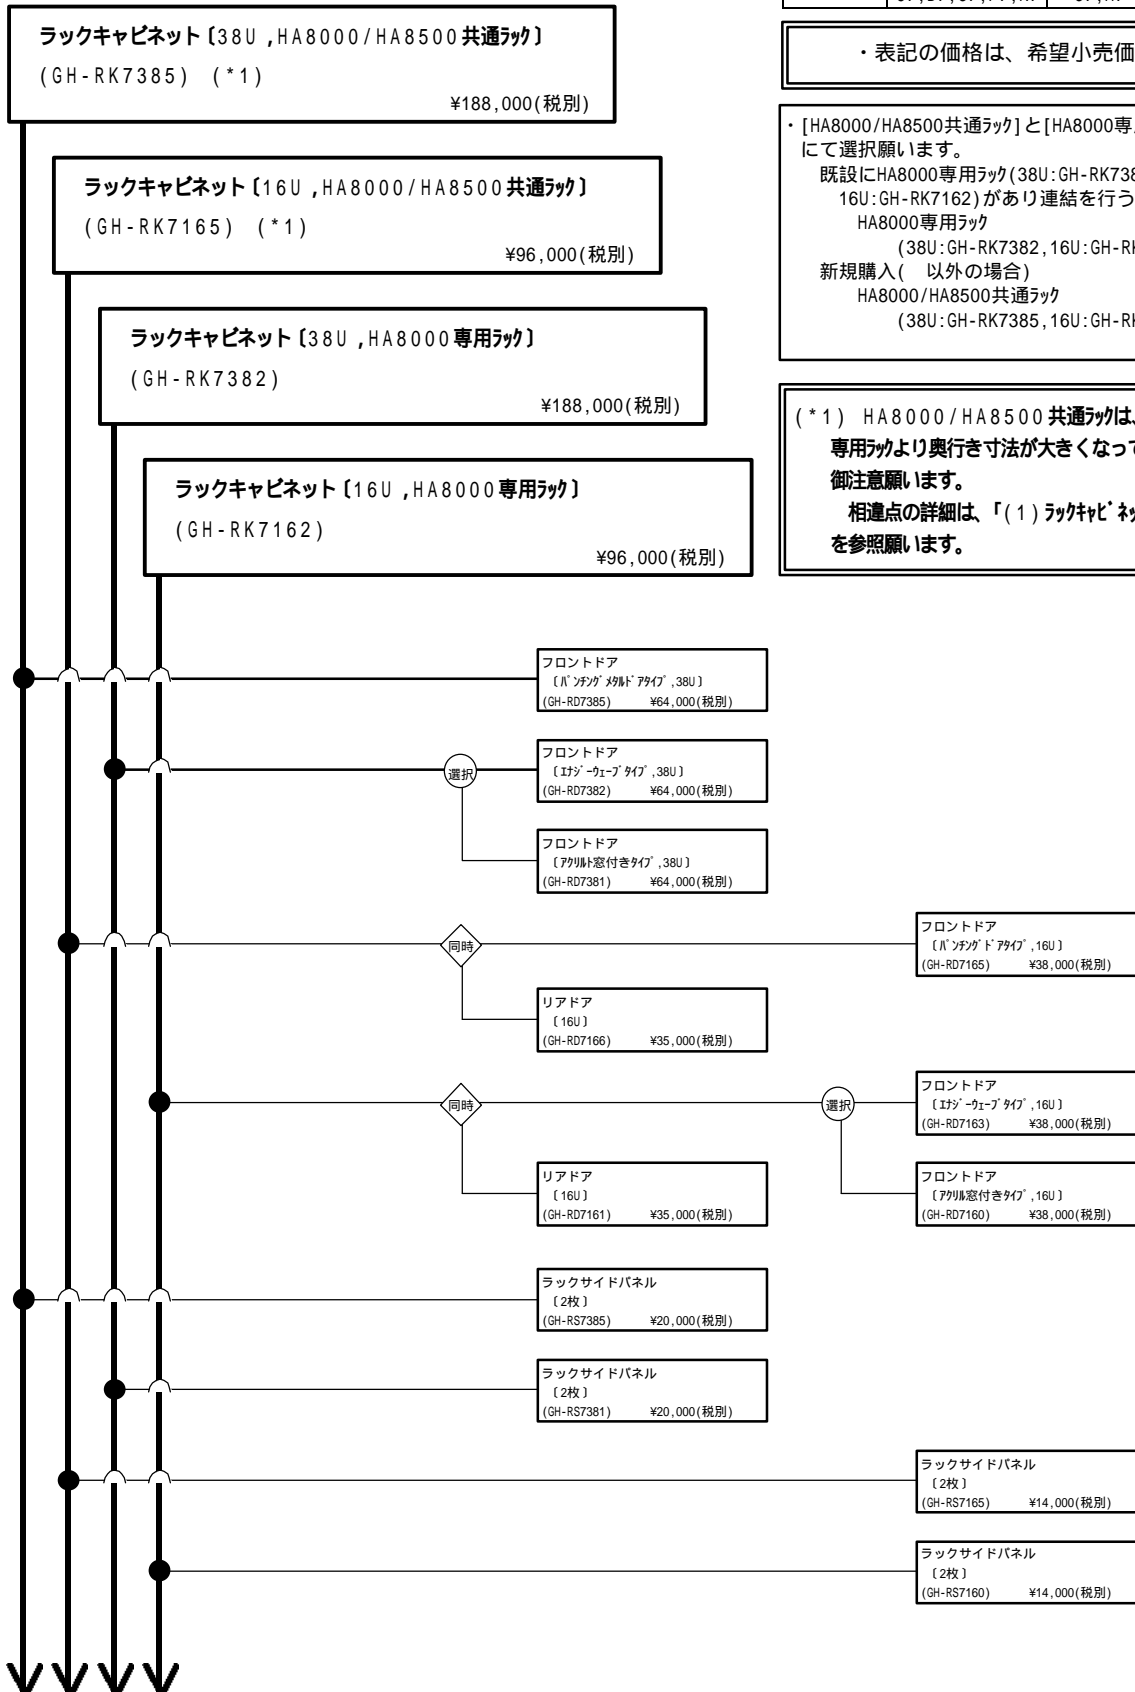 ラックキャビネット〔38U ,HA8000/HA8500共通ﾗｯｸ〕
(GH-RK7385) (*1)
¥188,000(税別)
ラックキャビネット〔16U ,HA8000/HA8500共通ﾗｯｸ〕
(GH-RK7165) (*1)
¥96,000(税別)
ラックキャビネット〔38U ,HA8000専用ﾗｯｸ〕
(GH-RK7382)
¥188,000(税別)
ラックキャビネット〔16U ,HA8000専用ﾗｯｸ〕
(GH-RK7162)
¥96,000(税別)
・表記の価格は、希望小売価
・[HA8000/HA8500共通ﾗｯｸ]と[HA8000専
にて選択願います。
既設にHA8000専用ﾗｯｸ(38U:GH-RK738
16U:GH-RK7162)があり連結を行う
HA8000専用ﾗｯｸ
(38U:GH-RK7382,16U:GH-R
新規購入( 以外の場合)
HA8000/HA8500共通ﾗｯｸ
(38U:GH-RK7385,16U:GH-R
(*1) HA8000/HA8500共通ﾗｯｸは、
専用ﾗｯｸより奥行き寸法が大きくなって
御注意願います。
相違点の詳細は、「(1)ﾗｯｸｷｬﾋﾞﾈｯ
を参照願います。
フロントドア
〔ﾊﾟﾝﾁﾝｸﾞﾒﾀﾙﾄﾞｱﾀｲﾌﾟ,38U〕
(GH-RD7385) ¥64,000(税別)
選択
フロントドア
〔ｴﾅｼﾞｰｳｪｰﾌﾞﾀｲﾌﾟ,38U〕
(GH-RD7382) ¥64,000(税別)
フロントドア
〔ｱｸﾘﾙﾄ窓付きﾀｲﾌﾟ,38U〕
(GH-RD7381) ¥64,000(税別)
同時
フロントドア
〔ﾊﾟﾝﾁﾝｸﾞﾄﾞｱﾀｲﾌﾟ,16U〕
(GH-RD7165) ¥38,000(税別)
リアドア
〔16U〕
(GH-RD7166) ¥35,000(税別)
同時
選択
フロントドア
〔ｴﾅｼﾞｰｳｪｰﾌﾞﾀｲﾌﾟ,16U〕
(GH-RD7163) ¥38,000(税別)
リアドア
〔16U〕
(GH-RD7161) ¥35,000(税別)
フロントドア
〔ｱｸﾘﾙ窓付きﾀｲﾌﾟ,16U〕
(GH-RD7160) ¥38,000(税別)
ラックサイドパネル
〔2枚〕
(GH-RS7385) ¥20,000(税別)
ラックサイドパネル
〔2枚〕
(GH-RS7381) ¥20,000(税別)
ラックサイドパネル
〔2枚〕
(GH-RS7165) ¥14,000(税別)
ラックサイドパネル
〔2枚〕
(GH-RS7160) ¥14,000(税別)